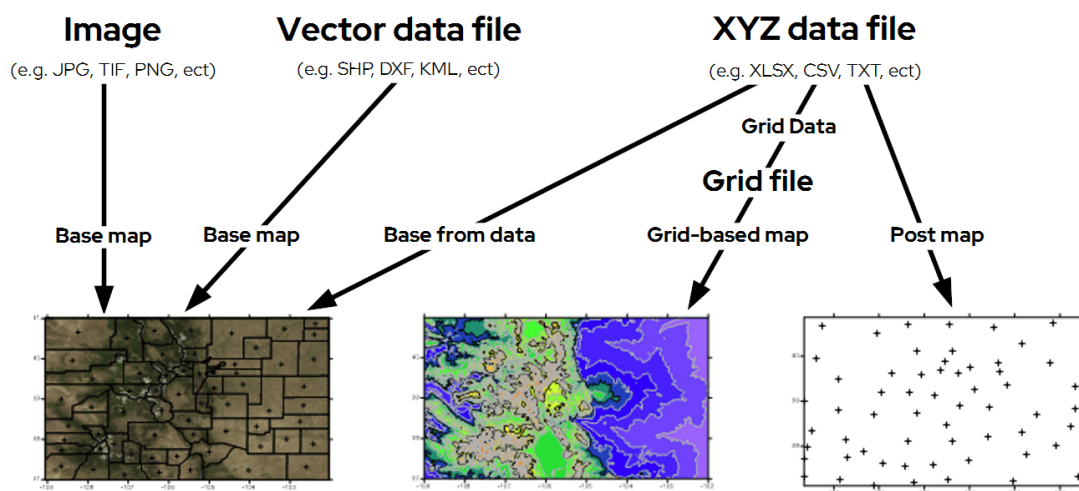 Image
Vector data file
XYZ data file
(e.g. JPG, TIF, PNG, ect)
(e.g. SHP, DXF, KML, ect)
(e.g. XLSX, CSV, TXT, ect)
Grid Data
Grid file
Base map
Base map
Base from data
Grid-based map
Post map